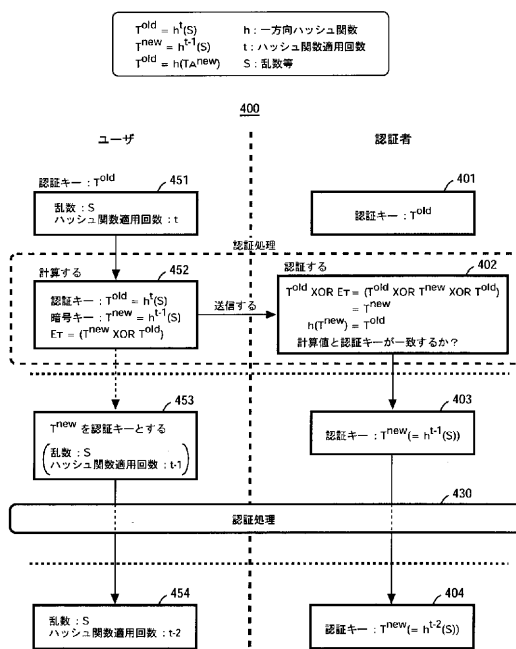 T^old = h^t(S)　h：一方向ハッシュ関数
T^new = h^t-1(S)　t：ハッシュ関数適用回数
T^old = h(TA^new)　S：乱数等
400
ユーザ
認証者
認証キー：T^old
451
乱数：S
ハッシュ関数適用回数：t
401
認証キー：T^old
認証処理
計算する
452
認証キー：T^old = h^t(S)
暗号キー：T^new = h^t-1(S)
ET = (T^new XOR T^old)
送信する
認証する
402
T^old XOR ET = (T^old XOR T^new XOR T^old)
= T^new
h(T^new) = T^old
計算値と認証キーが一致するか？
453
T^new を認証キーとする
(乱数：S
ハッシュ関数適用回数：t-1)
403
認証キー：T^new(= h^t-1(S))
430
認証処理
454
乱数：S
ハッシュ関数適用回数：t-2
404
認証キー：T^new(= h^t-2(S))